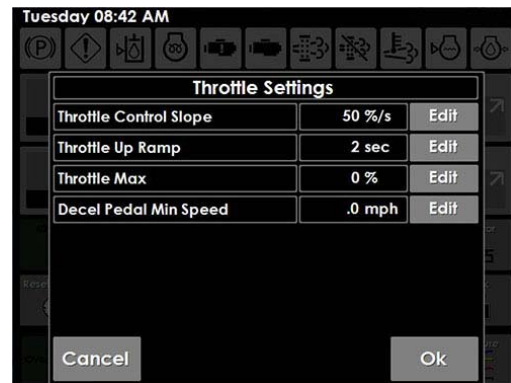 Tuesday 08:42 AM
Throttle Settings
Throttle Control Slope 50 %/s Edit
Throttle Up Ramp 2 sec Edit
Throttle Max 0 % Edit
Decel Pedal Min Speed .0 mph Edit
Cancel Ok